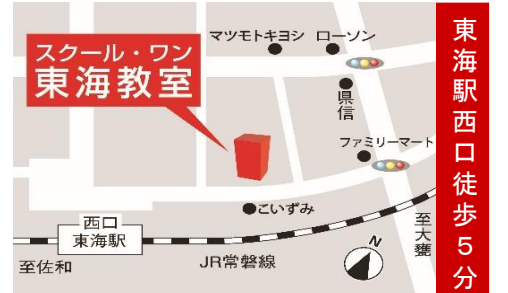 マツモトキヨシ
ローソン
スクール・ワン
東海教室
県信
ファミリーマート
こいずみ
西口
東海駅
至佐和
JR常磐線
N
至大甕
東海駅西口徒歩5分